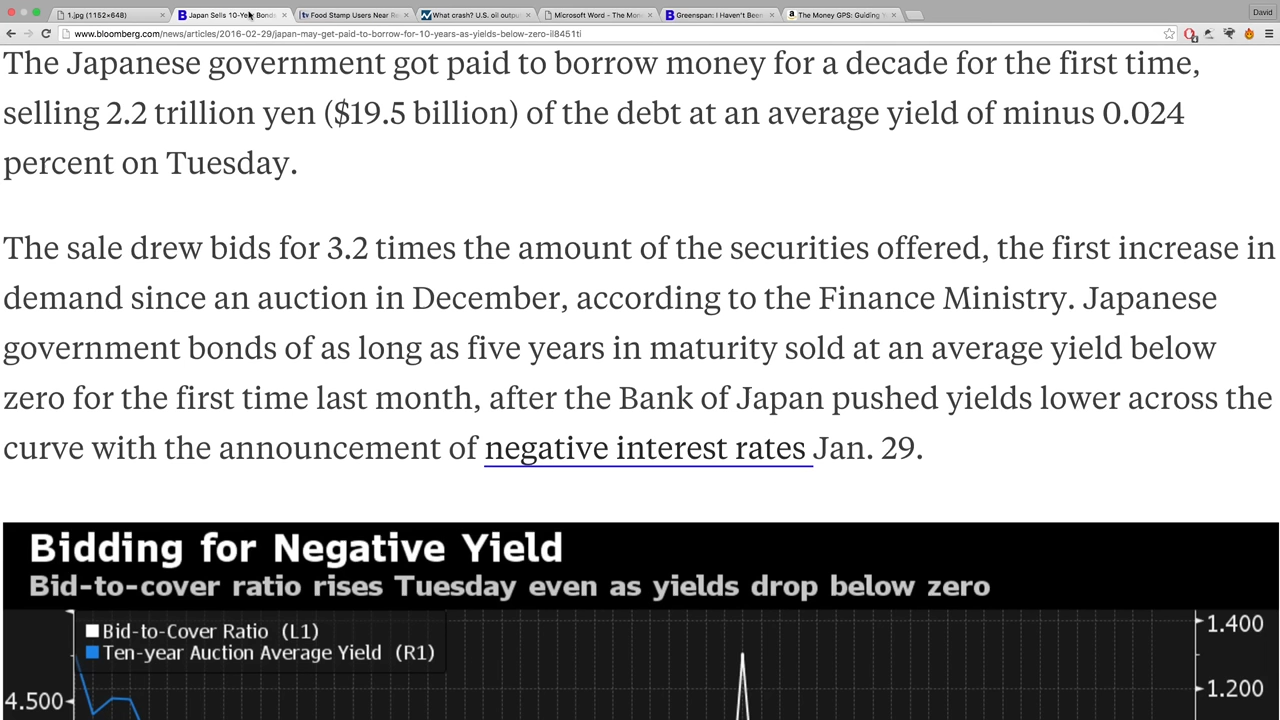 1.jpg (1152×648)
Japan Sells 10-Year Bonds
Food Stamp Users Near Re
What crash? U.S. oil outpu
Microsoft Word - The Mon
Greenspan: I Haven't Been
The Money GPS: Guiding Y
David
www.bloomberg.com/news/articles/2016-02-29/japan-may-get-paid-to-borrow-for-10-years-as-yields-below-zero-il8451ti
The Japanese government got paid to borrow money for a decade for the first time,
selling 2.2 trillion yen ($19.5 billion) of the debt at an average yield of minus 0.024
percent on Tuesday.
The sale drew bids for 3.2 times the amount of the securities offered, the first increase in
demand since an auction in December, according to the Finance Ministry. Japanese
government bonds of as long as five years in maturity sold at an average yield below
zero for the first time last month, after the Bank of Japan pushed yields lower across the
curve with the announcement of negative interest rates Jan. 29.
Bidding for Negative Yield
Bid-to-cover ratio rises Tuesday even as yields drop below zero
Bid-to-Cover Ratio (L1)
Ten-year Auction Average Yield (R1)
1.400
4.500
1.200